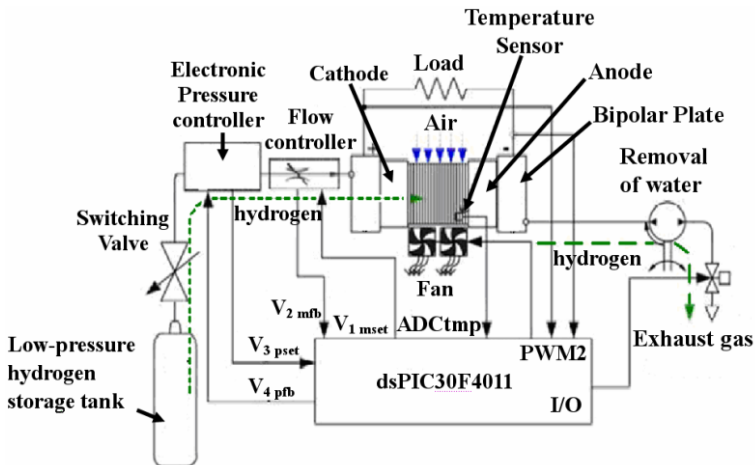 Temperature
Sensor
Electronic
Pressure
controller
Cathode
Load
Anode
Flow
controller
Air
Bipolar Plate
Removal
of water
Switching
Valve
hydrogen
hydrogen
Fan
V2 mfb
V1 mset
ADCtmp
Exhaust gas
Low-pressure
hydrogen
storage tank
V3 pset
PWM2
dsPIC30F4011
V4 pfb
I/O